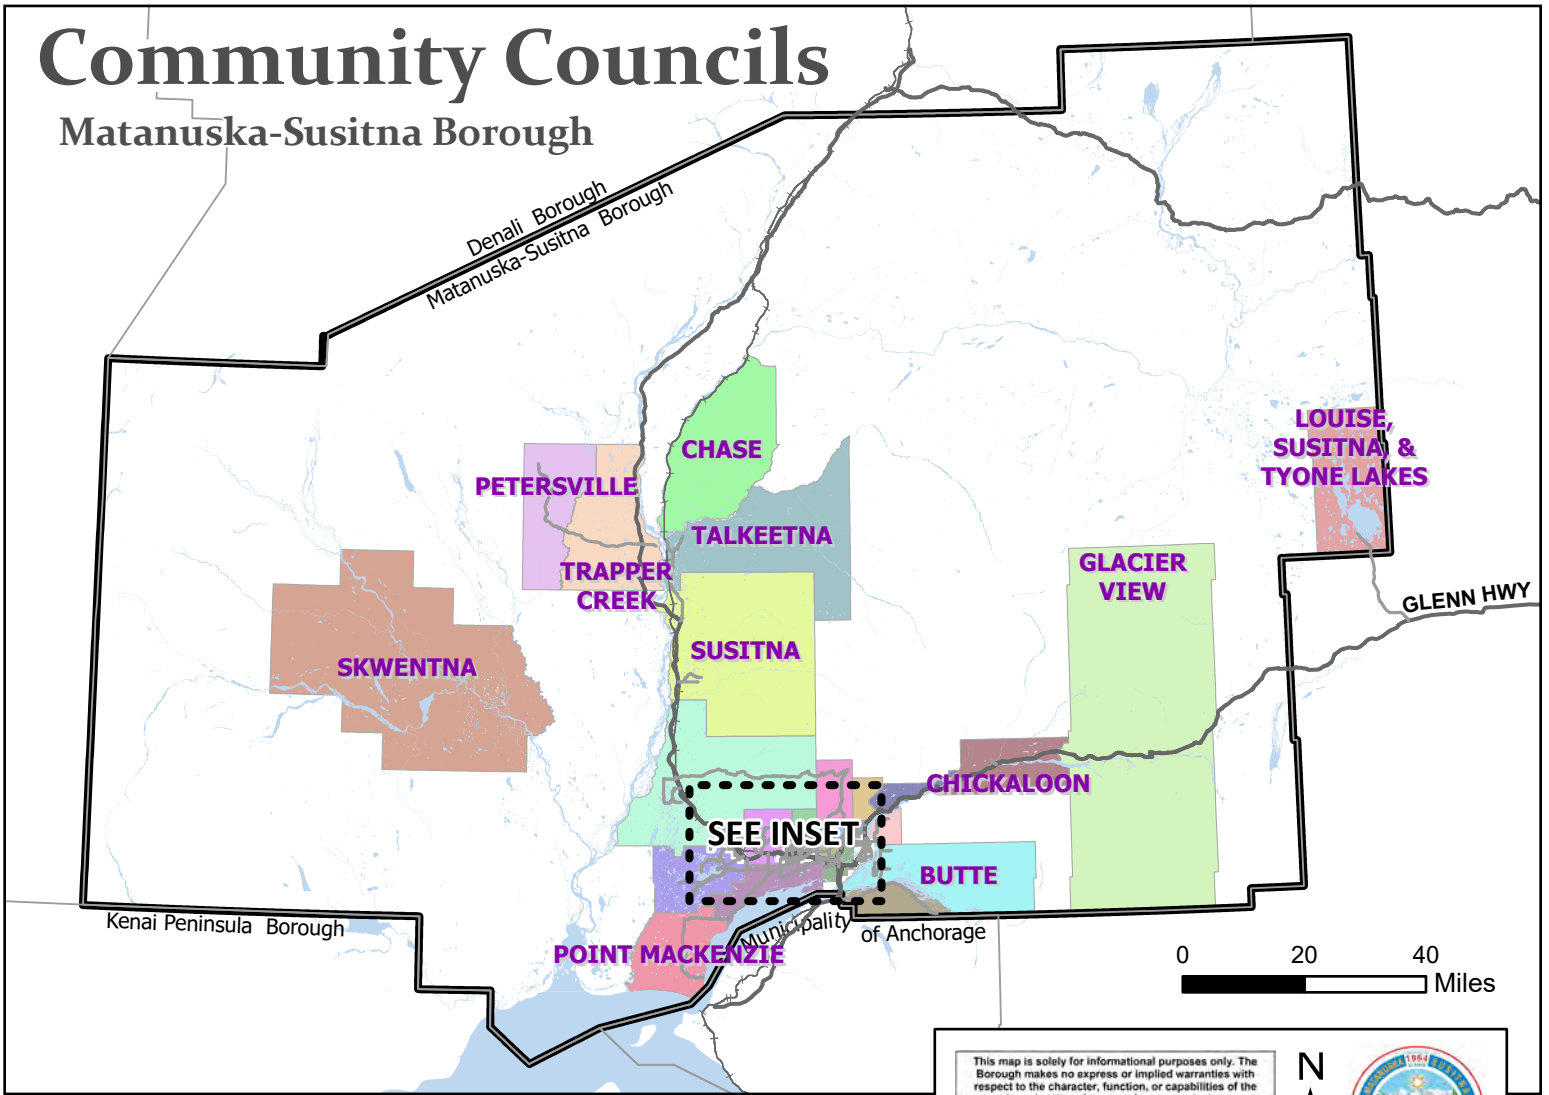 Community Councils
Matanuska-Susitna Borough
Denali Borough
Matanuska-Susitna Borough
CHASE
LOUISE,
SUSITNA, &
TYONE LAKES
PETERSVILLE
TALKEETNA
TRAPPER
CREEK
GLACIER
VIEW
GLENN HWY
SUSITNA
SKWENTNA
CHICKALOON
SEE INSET
BUTTE
Kenai Peninsula Borough
Municipality of Anchorage
POINT MACKENZIE
0 20 40
Miles
This map is solely for informational purposes only. The
Borough makes no express or implied warranties with
respect to the character, function, or capabilities of the
N
1964
MATANUSKA SUSITNA